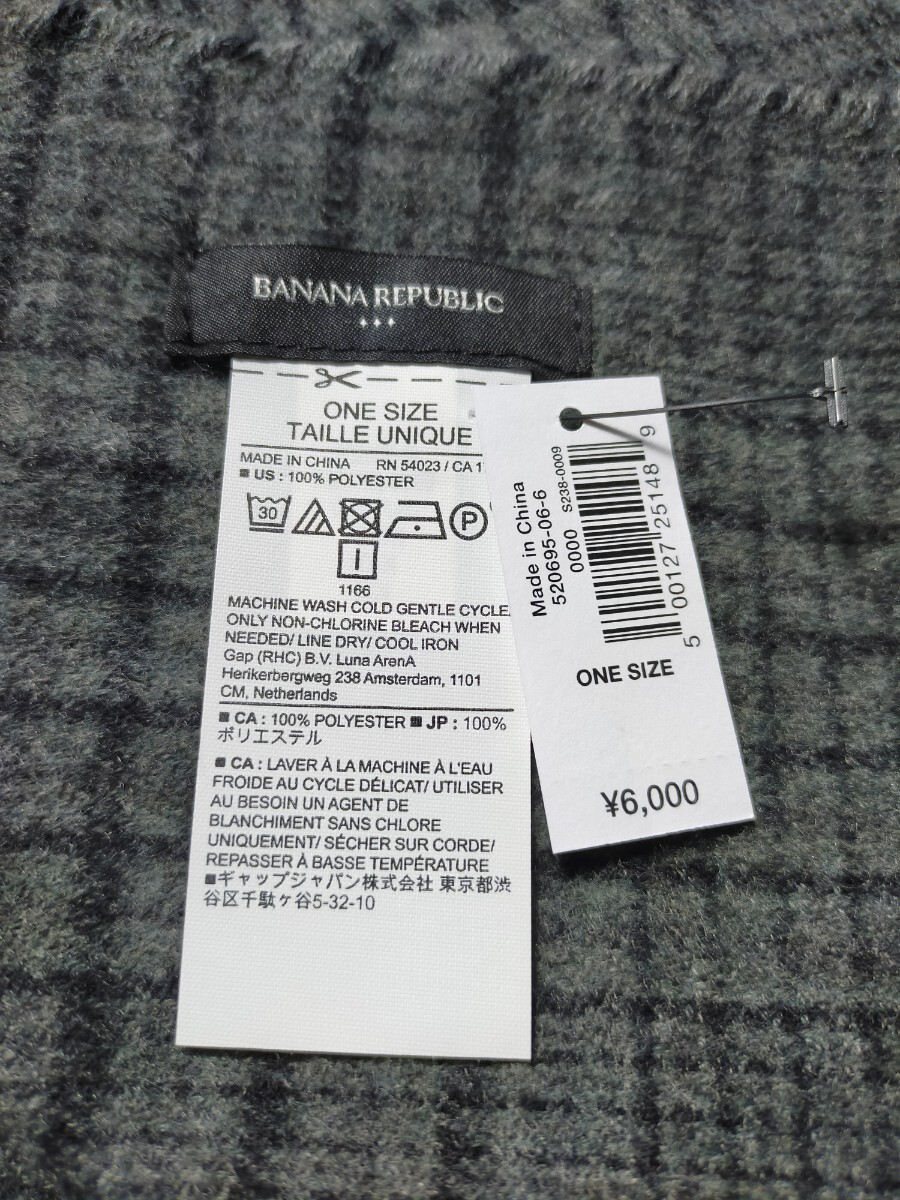 BANANA REPUBLIC
ONE SIZE
TAILLE UNIQUE
MADE IN CHINA RN 54023 / CA
■ US : 100% POLYESTER
30
P
1166
MACHINE WASH COLD GENTLE CYCLE
ONLY NON-CHLORINE BLEACH WHEN
NEEDED/ LINE DRY/ COOL IRON
Gap (RHC) B.V. Luna ArenA
Herikerbergweg 238 Amsterdam, 1101
CM, Netherlands
■ CA : 100% POLYESTER ■ JP : 100%
ポリエステル
■ CA : LAVER À LA MACHINE À L'EAU
FROIDE AU CYCLE DÉLICAT/ UTILISER
AU BESOIN UN AGENT DE
BLANCHIMENT SANS CHLORE
UNIQUEMENT/ SÉCHER SUR CORDE/
REPASSER À BASSE TEMPÉRATURE
■ギャップジャパン株式会社 東京都渋
谷区千駄ヶ谷5-32-10
Made in China
520695-06-6
0000 S238-0009
5 00127 25148 9
ONE SIZE
¥6,000